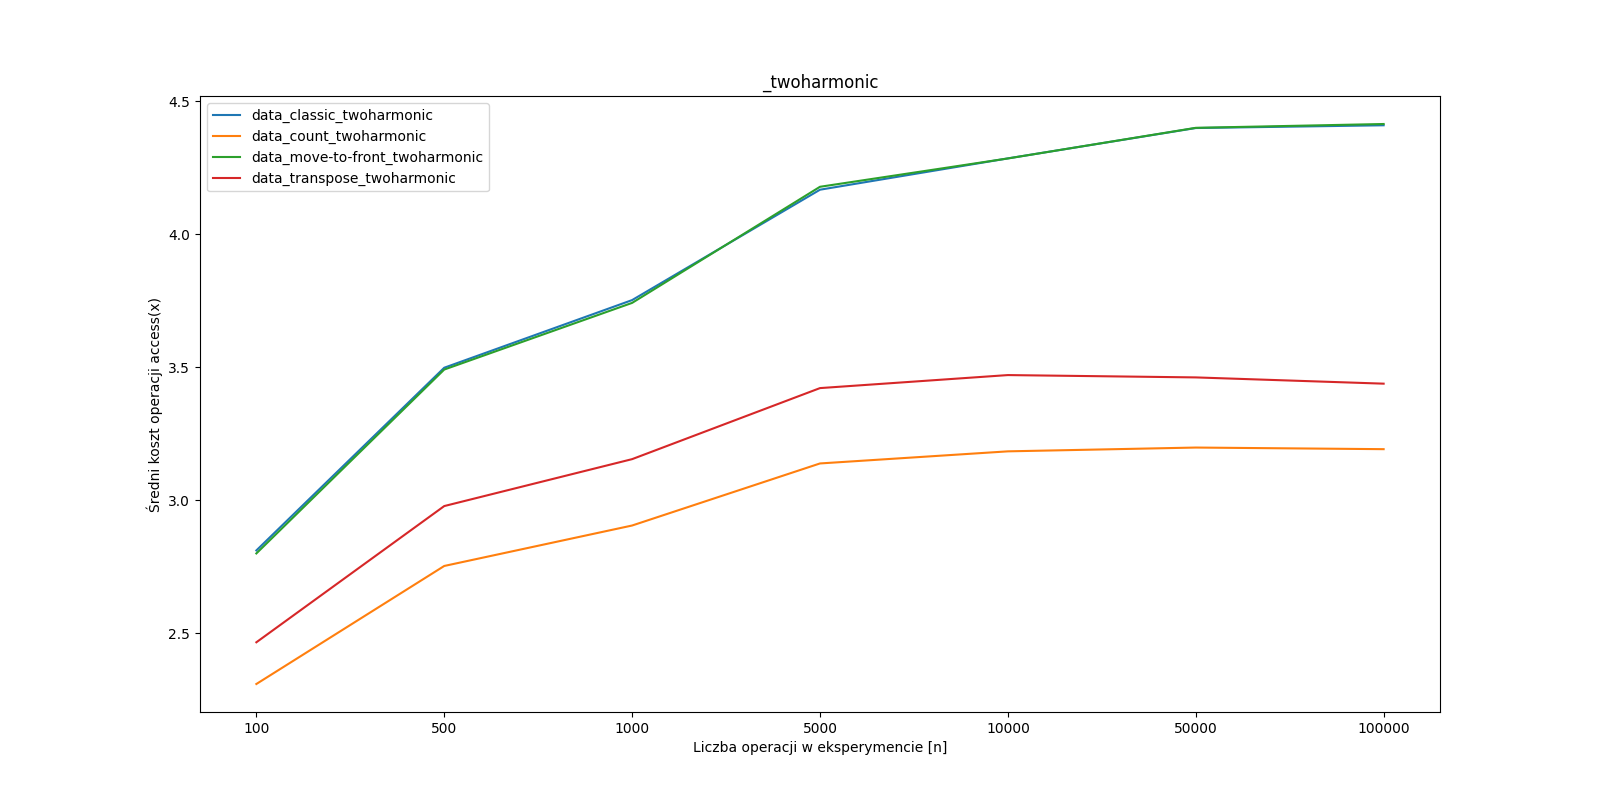 _twoharmonic
data_classic_twoharmonic
data_count_twoharmonic
data_move-to-front_twoharmonic
data_transpose_twoharmonic
4.5
4.0
3.5
3.0
2.5
Średni koszt operacji access(x)
100 500 1000 5000 10000 50000 100000
Liczba operacji w eksperymencie [n]